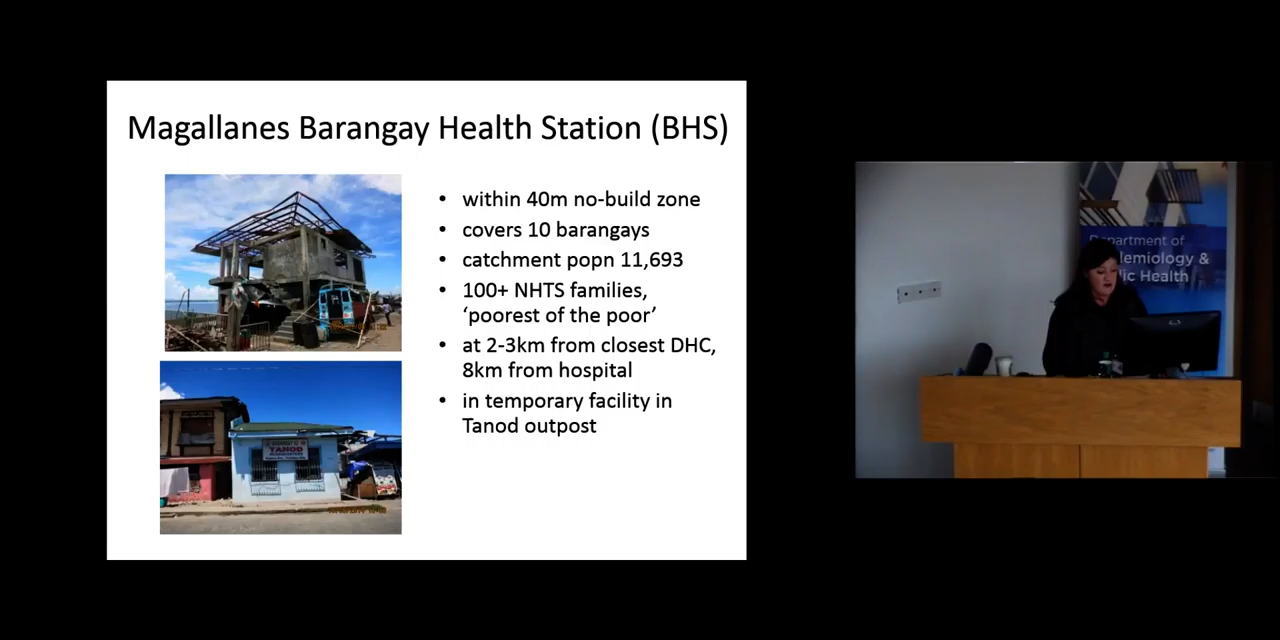 Magallanes Barangay Health Station (BHS)
• within 40m no-build zone
• covers 10 barangays
• catchment popn 11,693
• 100+ NHTS families,
‘poorest of the poor’
• at 2-3km from closest DHC,
8km from hospital
• in temporary facility in
Tanod outpost
TANOD
Department of
lemiology &
lic Health